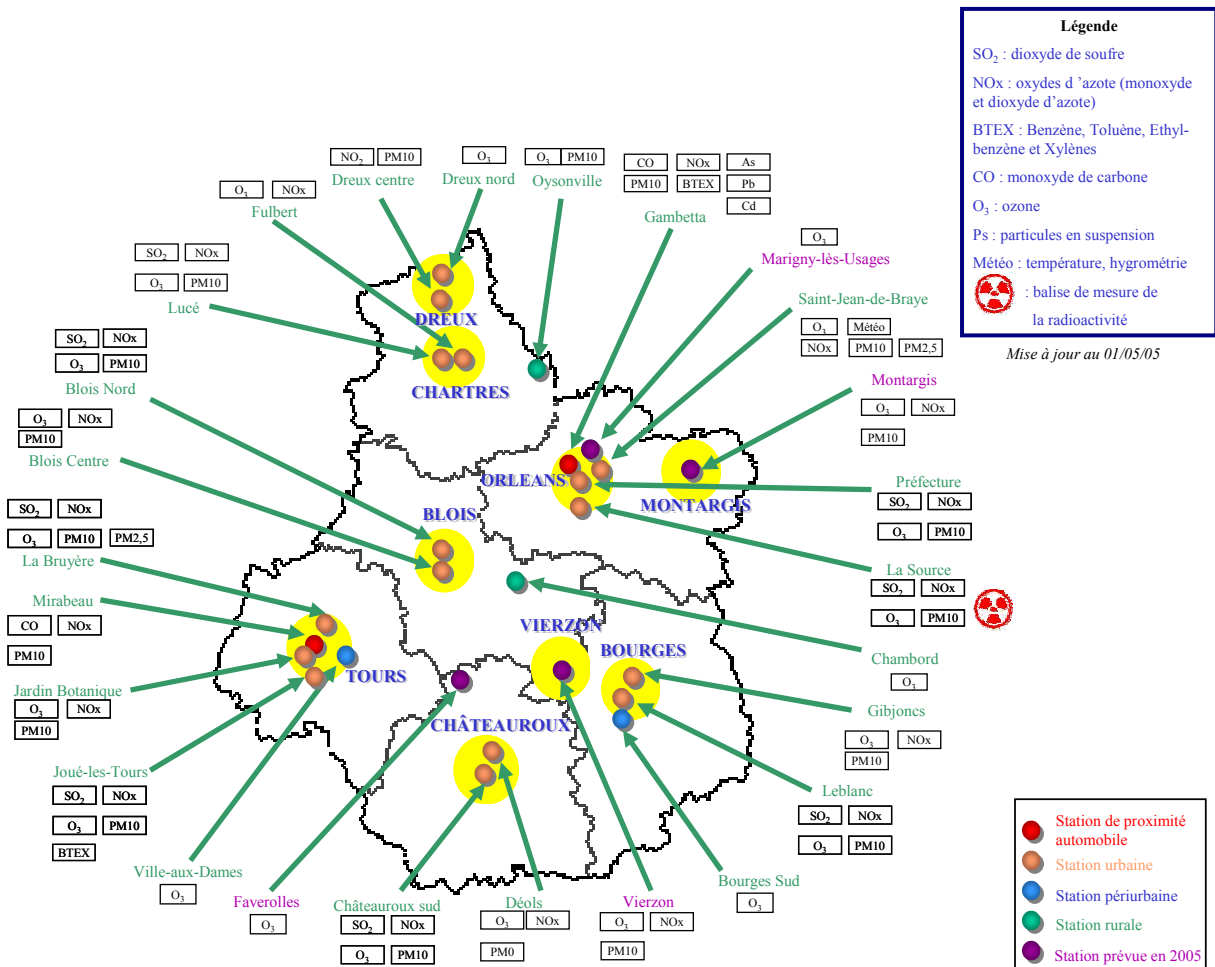 Légende
SO2 : dioxyde de soufre
NOx : oxydes d ’azote (monoxyde
et dioxyde d’azote)
BTEX : Benzène, Toluène, Ethyl-
benzène et Xylènes
CO : monoxyde de carbone
O3 : ozone
Ps : particules en suspension
Météo : température, hygrométrie
: balise de mesure de
la radioactivité
Mise à jour au 01/05/05
NO2 PM10
Dreux centre
O3
Dreux nord
O3 PM10
Oysonville
CO NOx As
PM10 BTEX Pb
Cd
Gambetta
O3 NOx
Fulbert
O3
Marigny-lès-Usages
SO2 NOx
O3 PM10
Lucé
Saint-Jean-de-Braye
O3 Météo
NOx PM10 PM2,5
SO2 NOx
O3 PM10
Blois Nord
Montargis
O3 NOx
PM10
O3 NOx
PM10
Blois Centre
Préfecture
SO2 NOx
O3 PM10
SO2 NOx
O3 PM10 PM2,5
La Bruyère
La Source
SO2 NOx
O3 PM10
Mirabeau
CO NOx
PM10
Chambord
O3
Jardin Botanique
O3 NOx
PM10
Gibjoncs
O3 NOx
PM10
Joué-les-Tours
SO2 NOx
O3 PM10
BTEX
Leblanc
SO2 NOx
O3 PM10
Ville-aux-Dames
O3
Faverolles
O3
Châteauroux sud
SO2 NOx
O3 PM10
Déols
O3 NOx
PM0
Vierzon
O3 NOx
PM10
Bourges Sud
O3
DREUX
CHARTRES
ORLEANS
MONTARGIS
BLOIS
VIERZON
BOURGES
TOURS
CHÂTEAUROUX
Station de proximité
automobile
Station urbaine
Station périurbaine
Station rurale
Station prévue en 2005